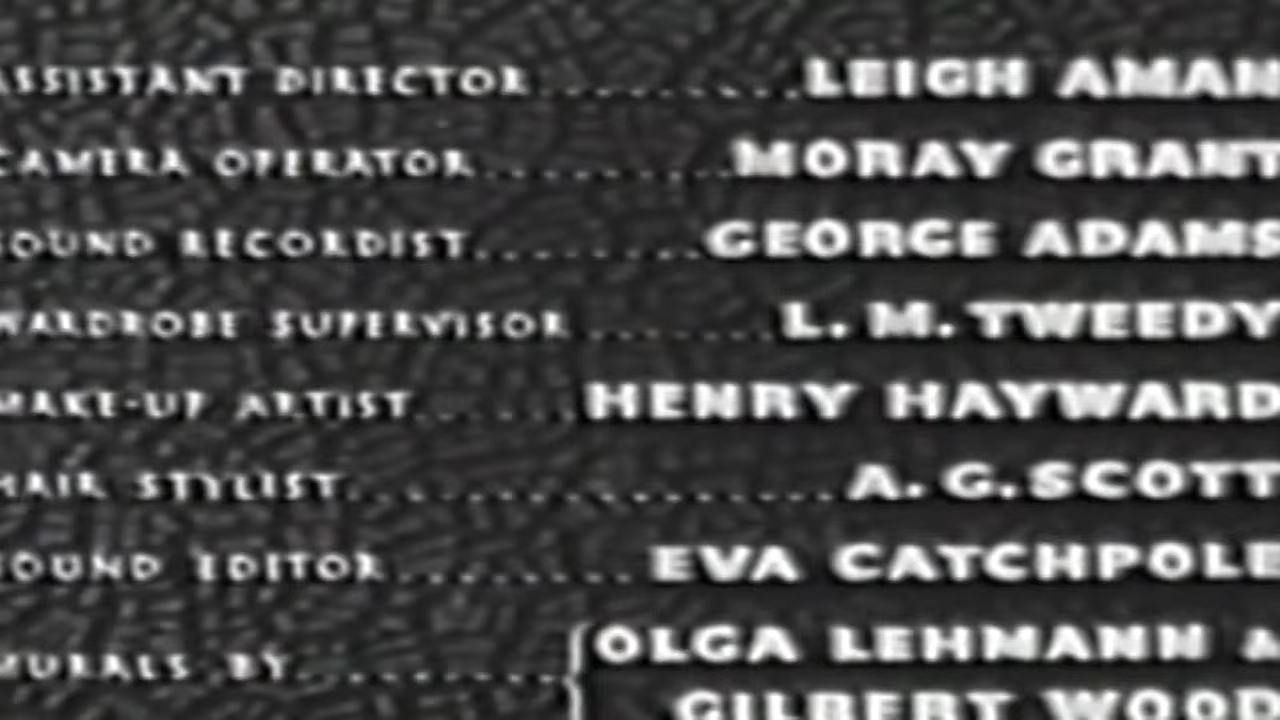 ASSISTANT DIRECTOR.........LEIGH AMAN
CAMERA OPERATOR.........MORAY GRANT
SOUND RECORDIST.........GEORGE ADAMS
WARDROBE SUPERVISOR.......L. M. TWEEDY
MAKE-UP ARTIST......HENRY HAYWARD
HAIR STYLIST.................A. G. SCOTT
SOUND EDITOR.........EVA CATCHPOLE
MURALS BY..........{OLGA LEHMANN &
GILBERT WOOD